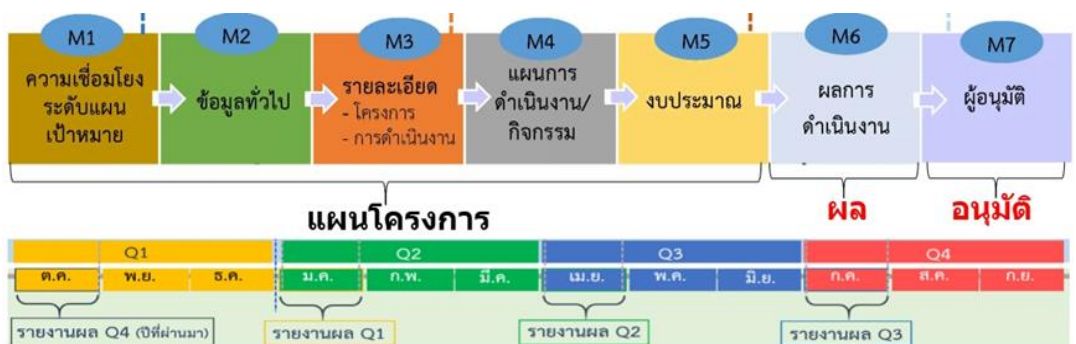 M1
M2
M3
M4
M5
M6
M7
ความเชื่อมโยง
ระดับแผน
เป้าหมาย
ข้อมูลทั่วไป
รายละเอียด
- โครงการ
- การดำเนินงาน
แผนการ
ดำเนินงาน/
กิจกรรม
งบประมาณ
ผลการ
ดำเนินงาน
ผู้อนุมัติ
แผนโครงการ
ผล
อนุมัติ
Q1
Q2
Q3
Q4
ต.ค.
พ.ย.
ธ.ค.
ม.ค.
ก.พ.
มี.ค.
เม.ย.
พ.ค.
มิ.ย.
ก.ค.
ส.ค.
ก.ย.
รายงานผล Q4 (ปีที่ผ่านมา)
รายงานผล Q1
รายงานผล Q2
รายงานผล Q3